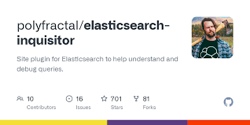 polyfractal/elasticsearch-
inquisitor
Site plugin for Elasticsearch to help understand and
debug queries.
10
Contributors
16
Issues
701
Stars
81
Forks